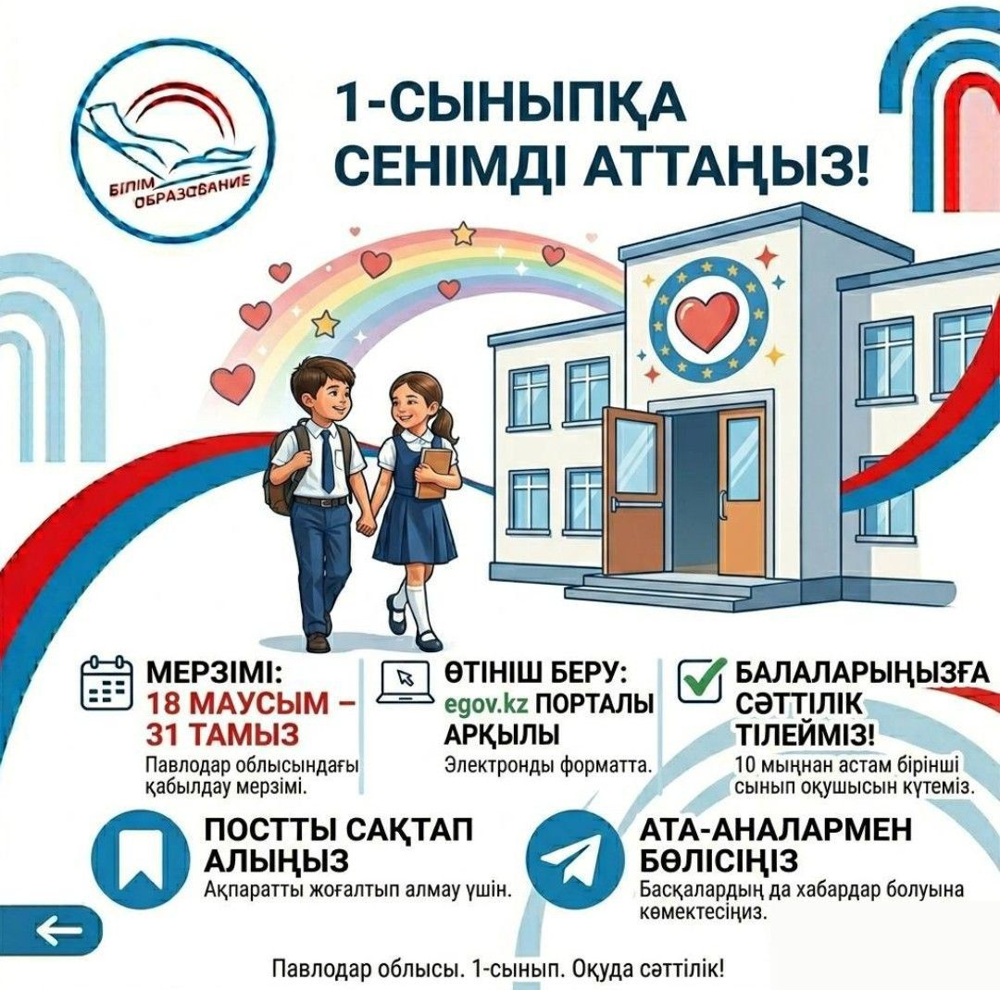 БІЛІМ
ОБРАЗОВАНИЕ
1-СЫНЫПҚА
СЕНІМДІ АТТАҢЫЗ!
МЕРЗІМІ:
18 МАУСЫМ –
31 ТАМЫЗ
Павлодар облысындағы
қабылдау мерзімі.
ӨТІНІШ БЕРУ:
egov.kz ПОРТАЛЫ
АРҚЫЛЫ
Электронды форматта.
БАЛАЛАРЫҢЫЗҒА
СӘТТІЛІК
ТІЛЕЙМІЗ!
10 мыңнан астам бірінші
сынып оқушысын күтеміз.
ПОСТТЫ САҚТАП
АЛЫҢЫЗ
Ақпаратты жоғалтып алмау үшін.
АТА-АНАЛАРМЕН
БӨЛІСІҢІЗ
Басқалардың да хабардар болуына
көмектесіңиз.
Павлодар облысы. 1-сынып. Оқуда сәттілік!